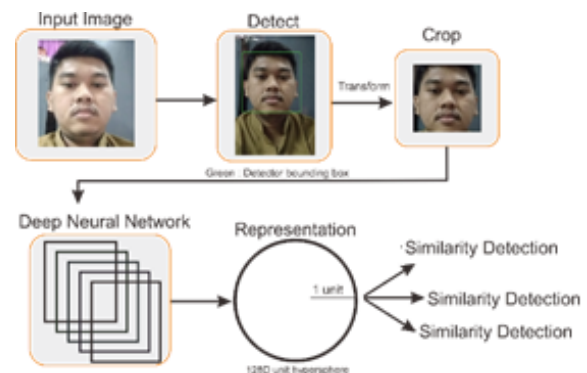 Input Image
Detect
Crop
Transform
Green : Detector bounding box
Deep Neural Network
Representation
1 unit
128D unit hypersphere
Similarity Detection
Similarity Detection
Similarity Detection